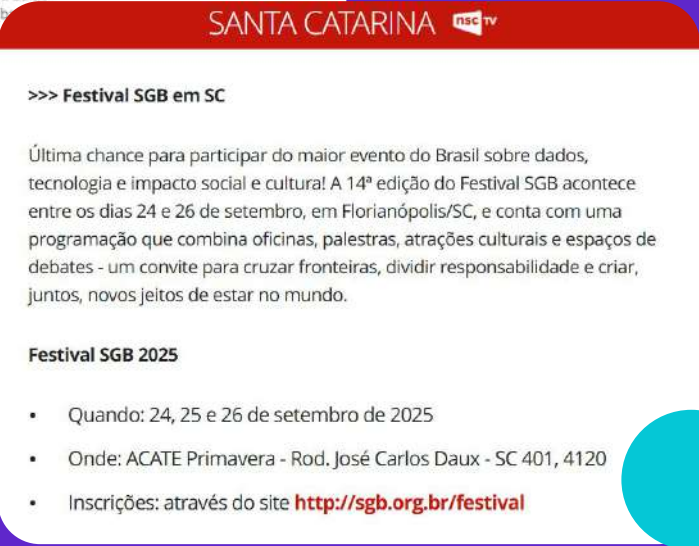 SANTA CATARINA nsc TV
>>> Festival SGB em SC
Última chance para participar do maior evento do Brasil sobre dados,
tecnologia e impacto social e cultura! A 14ª edição do Festival SGB acontece
entre os dias 24 e 26 de setembro, em Florianópolis/SC, e conta com uma
programação que combina oficinas, palestras, atrações culturais e espaços de
debates - um convite para cruzar fronteiras, dividir responsabilidade e criar,
juntos, novos jeitos de estar no mundo.
Festival SGB 2025
• Quando: 24, 25 e 26 de setembro de 2025
• Onde: ACATE Primavera - Rod. José Carlos Daux - SC 401, 4120
• Inscrições: através do site http://sgb.org.br/festival